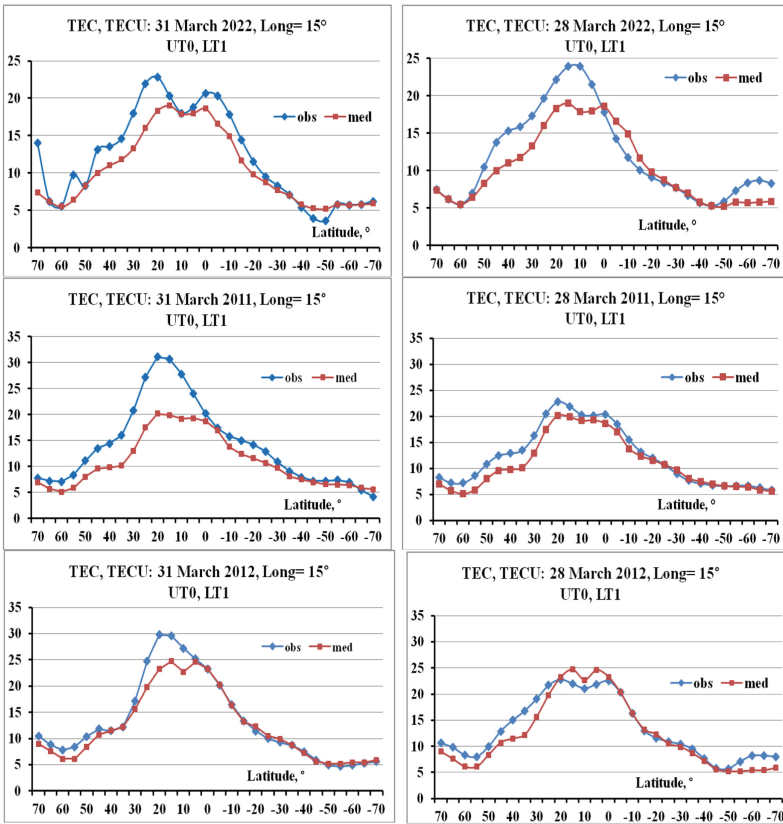 TEC, TECU: 31 March 2022, Long= 15°
UT0, LT1
25
20
15
10
5
0
obs
med
Latitude, °
70 60 50 40 30 20 10 0 -10 -20 -30 -40 -50 -60 -70
TEC, TECU: 28 March 2022, Long= 15°
UT0, LT1
25
20
15
10
5
0
obs
med
Latitude, °
70 60 50 40 30 20 10 0 -10 -20 -30 -40 -50 -60 -70
TEC, TECU: 31 March 2011, Long= 15°
UT0, LT1
35
30
25
20
15
10
5
0
obs
med
Latitude, °
70 60 50 40 30 20 10 0 -10 -20 -30 -40 -50 -60 -70
TEC, TECU: 28 March 2011, Long= 15°
UT0, LT1
35
30
25
20
15
10
5
0
obs
med
Latitude, °
70 60 50 40 30 20 10 0 -10 -20 -30 -40 -50 -60 -70
TEC, TECU: 31 March 2012, Long= 15°
UT0, LT1
35
30
25
20
15
10
5
0
obs
med
Latitude, °
70 60 50 40 30 20 10 0 -10 -20 -30 -40 -50 -60 -70
TEC, TECU: 28 March 2012, Long= 15°
UT0, LT1
35
30
25
20
15
10
5
0
obs
med
Latitude, °
70 60 50 40 30 20 10 0 -10 -20 -30 -40 -50 -60 -70